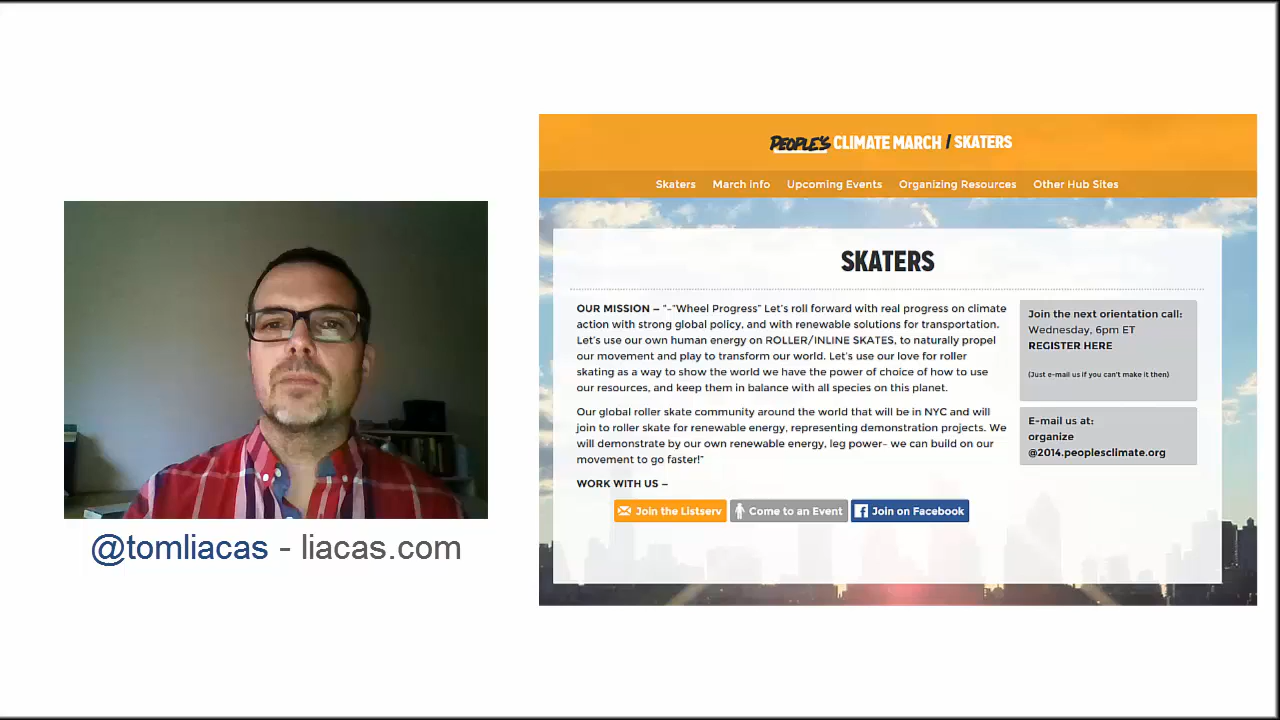 PEOPLE'S CLIMATE MARCH / SKATERS
Skaters March Info Upcoming Events Organizing Resources Other Hub Sites
SKATERS
OUR MISSION – "-"Wheel Progress" Let's roll forward with real progress on climate
action with strong global policy, and with renewable solutions for transportation.
Let's use our own human energy on ROLLER/INLINE SKATES, to naturally propel
our movement and play to transform our world. Let's use our love for roller
skating as a way to show the world we have the power of choice of how to use
our resources, and keep them in balance with all species on this planet.
Our global roller skate community around the world that will be in NYC and will
join to roller skate for renewable energy, representing demonstration projects. We
will demonstrate by our own renewable energy, leg power– we can build on our
movement to go faster!"
WORK WITH US –
Join the Listserv Come to an Event Join on Facebook
Join the next orientation call:
Wednesday, 6pm ET
REGISTER HERE
(Just e-mail us if you can't make it then)
E-mail us at:
organize
@2014.peoplesclimate.org
@tomliacas - liacas.com